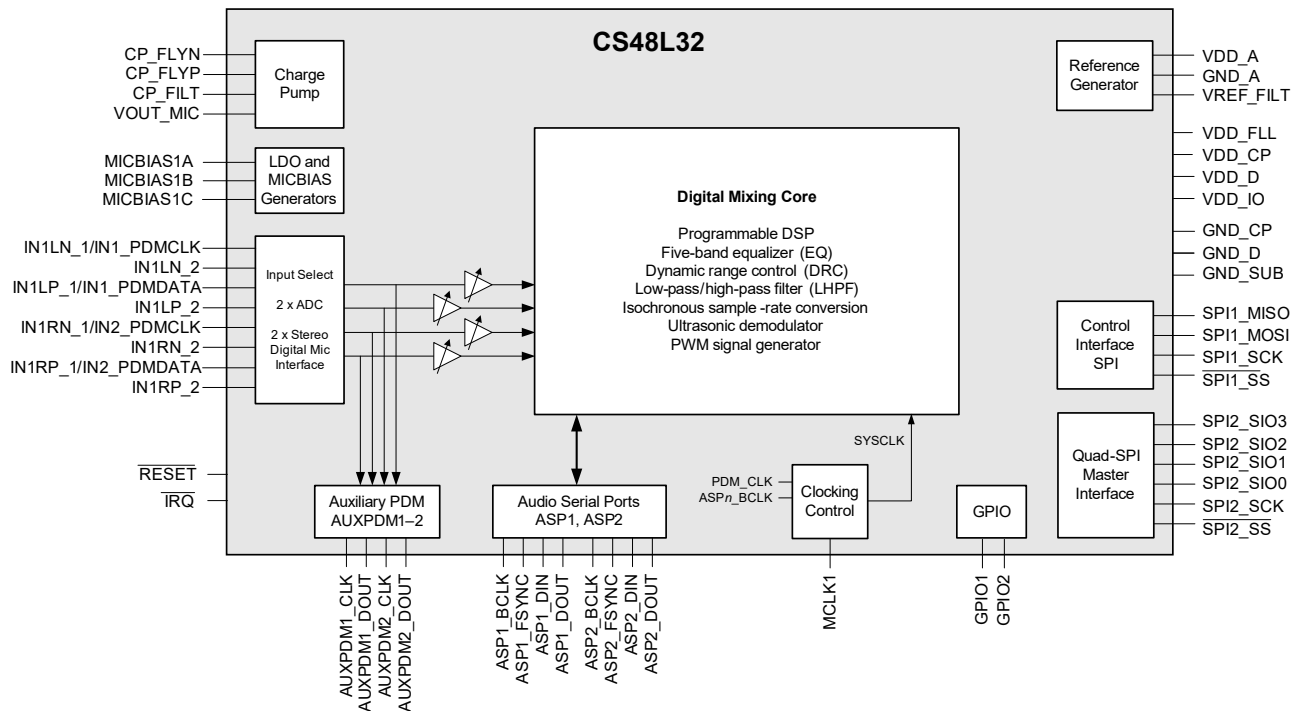 CS48L32
CP_FLYN
CP_FLYP
CP_FILT
VOUT_MIC
Charge
Pump
MICBIAS1A
MICBIAS1B
MICBIAS1C
LDO and
MICBIAS
Generators
IN1LN_1/IN1_PDMCLK
IN1LN_2
IN1LP_1/IN1_PDMDATA
IN1LP_2
IN1RN_1/IN2_PDMCLK
IN1RN_2
IN1RP_1/IN2_PDMDATA
IN1RP_2
Input Select
2 x ADC
2 x Stereo
Digital Mic
Interface
RESET
IRQ
Digital Mixing Core
Programmable DSP
Five-band equalizer (EQ)
Dynamic range control (DRC)
Low-pass/high-pass filter (LHPF)
Isochronous sample -rate conversion
Ultrasonic demodulator
PWM signal generator
Reference
Generator
VDD_A
GND_A
VREF_FILT
VDD_FLL
VDD_CP
VDD_D
VDD_IO
GND_CP
GND_D
GND_SUB
Control
Interface
SPI
SPI1_MISO
SPI1_MOSI
SPI1_SCK
SPI1_SS
Quad-SPI
Master
Interface
SPI2_SIO3
SPI2_SIO2
SPI2_SIO1
SPI2_SIO0
SPI2_SCK
SPI2_SS
Auxiliary PDM
AUXPDM1–2
AUXPDM1_CLK
AUXPDM1_DOUT
AUXPDM2_CLK
AUXPDM2_DOUT
Audio Serial Ports
ASP1, ASP2
ASP1_BCLK
ASP1_FSYNC
ASP1_DIN
ASP1_DOUT
ASP2_BCLK
ASP2_FSYNC
ASP2_DIN
ASP2_DOUT
SYSCLK
PDM_CLK
ASPn_BCLK
Clocking
Control
MCLK1
GPIO
GPIO1
GPIO2